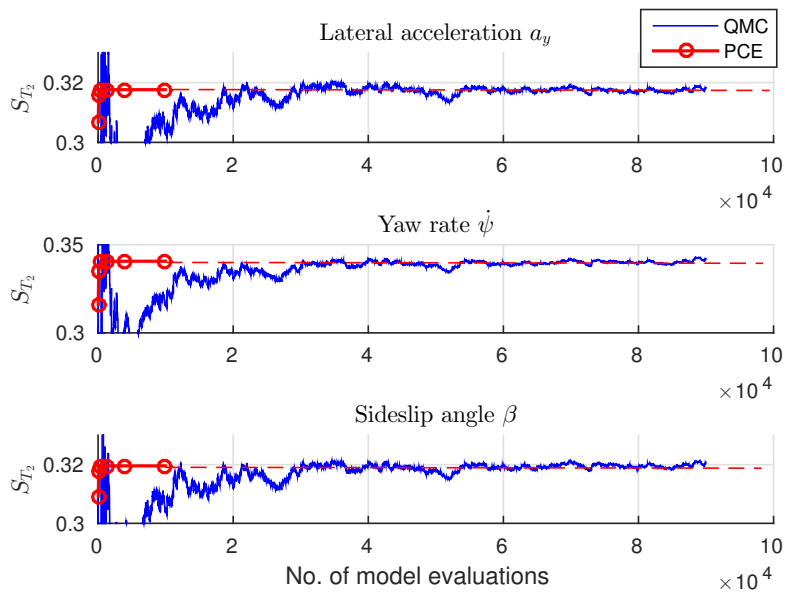 Lateral acceleration a_y
QMC
PCE
S_{T_2}
0.32
0.3
0 2 4 6 8 10
× 10^4
Yaw rate ψ̇
S_{T_2}
0.35
0.3
0 2 4 6 8 10
× 10^4
Sideslip angle β
S_{T_2}
0.32
0.3
0 2 4 6 8 10
No. of model evaluations
× 10^4